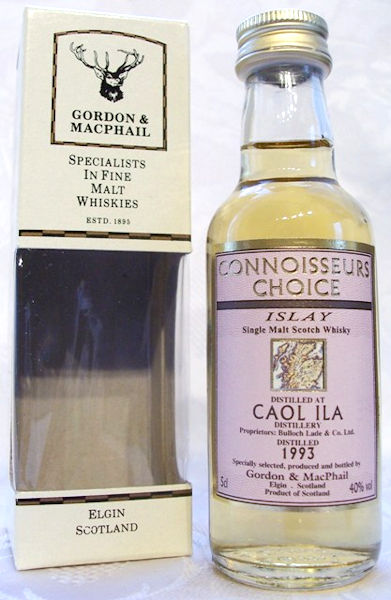 GORDON &
MACPHAIL
SPECIALISTS
IN FINE
MALT
WHISKIES
ESTD. 1895
ELGIN
SCOTLAND
CONNOISSEURS
CHOICE
ISLAY
Single Malt Scotch Whisky
DISTILLED AT
CAOL ILA
DISTILLERY
Proprietors: Bulloch Lade & Co. Ltd.
DISTILLED
1993
Specially selected, produced and bottled by
Gordon & MacPhail
5cl Elgin . Scotland 40% vol
Product of Scotland